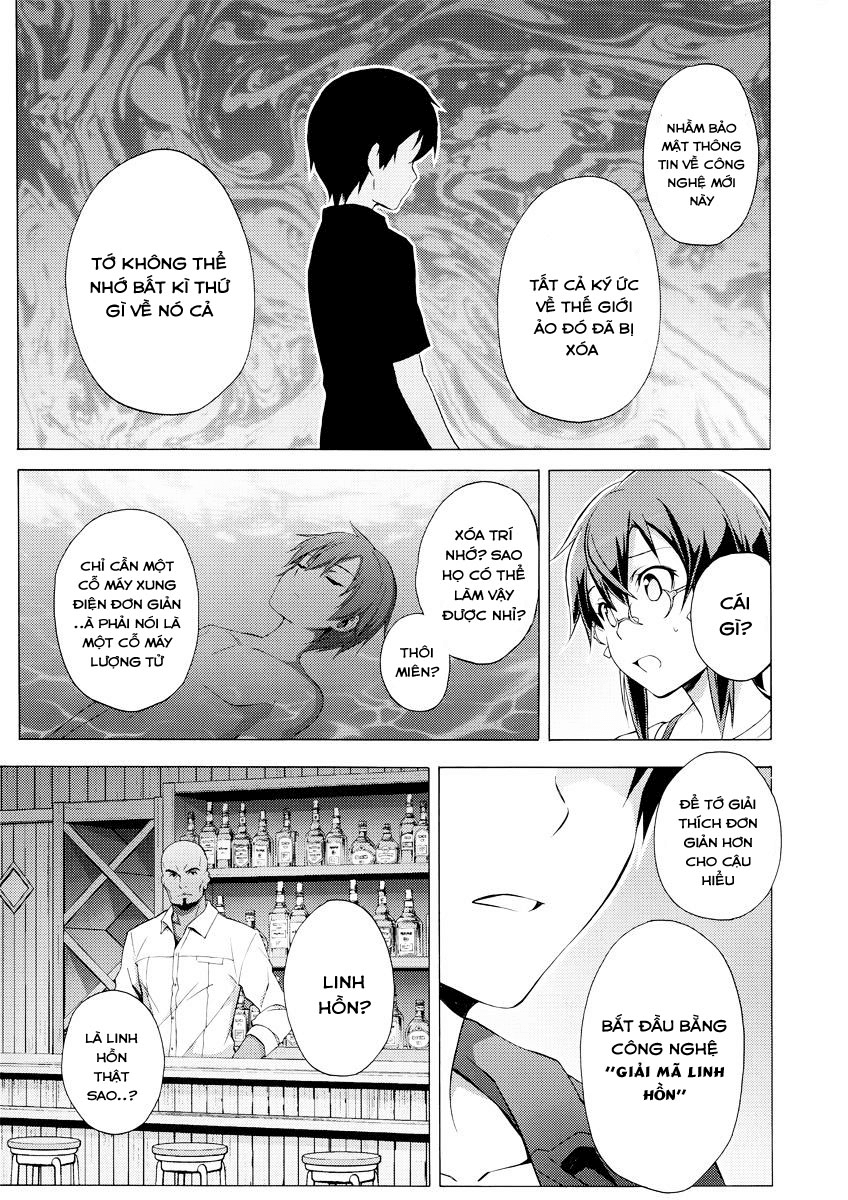 NHẰM BẢO
MẬT THÔNG
TIN VỀ CÔNG
NGHỆ MỚI
NÀY
TẤT CẢ KÝ ỨC
VỀ THẾ GIỚI
ẢO ĐÓ ĐÃ BỊ
XÓA
TỚ KHÔNG THỂ
NHỚ BẤT KÌ THỨ
GÌ VỀ NÓ CẢ
CÁI
GÌ?
XÓA TRÍ
NHỚ? SAO
HỌ CÓ THỂ
LÀM VẬY
ĐƯỢC NHỈ?
THÔI
MIÊN?
CHỈ CẦN MỘT
CỖ MÁY XUNG
ĐIỆN ĐƠN GIẢN
..À PHẢI NÓI LÀ
MỘT CỖ MÁY
LƯỢNG TỬ
ĐỂ TỚ GIẢI
THÍCH ĐƠN
GIẢN HƠN
CHO CẬU
HIỂU
BẮT ĐẦU BẰNG
CÔNG NGHỆ
"GIẢI MÃ LINH
HỒN"
LINH
HỒN?
LÀ LINH
HỒN
THẬT
SAO..?